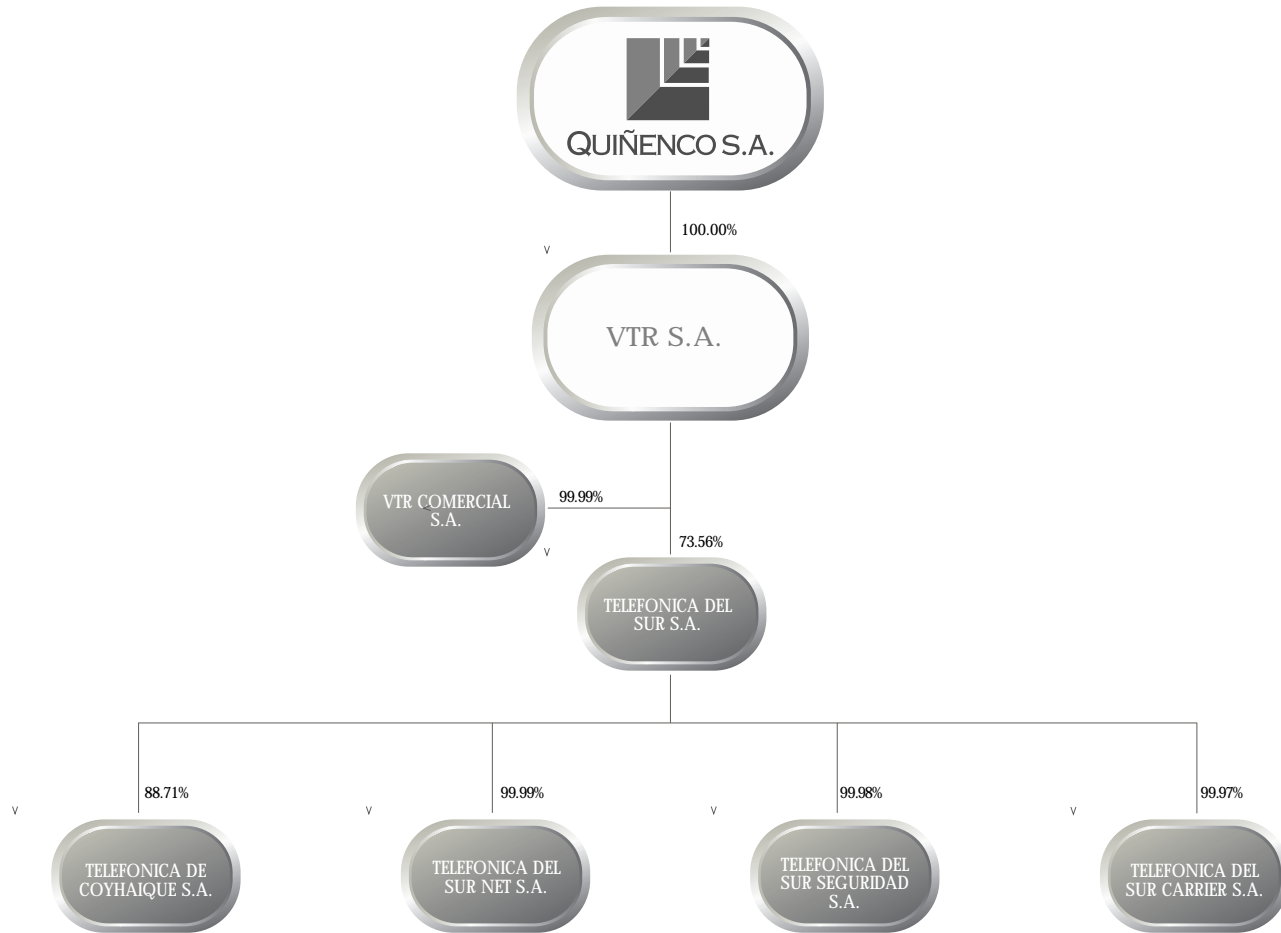 QUIÑENCO S.A.
100.00%
VTR S.A.
99.99%
VTR COMERCIAL
S.A.
73.56%
TELEFONICA DEL
SUR S.A.
88.71%
99.99%
99.98%
99.97%
TELEFONICA DE
COYHAIQUE S.A.
TELEFONICA DEL
SUR NET S.A.
TELEFONICA DEL
SUR SEGURIDAD
S.A.
TELEFONICA DEL
SUR CARRIER S.A.